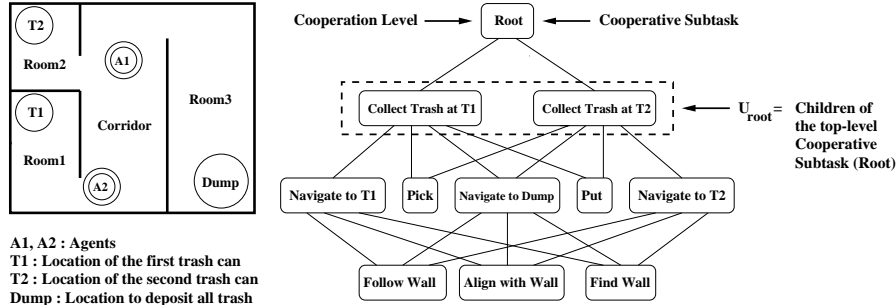 T2
A1
Room2
Room3
T1
Corridor
Room1
A2
Dump
A1, A2 : Agents
T1 : Location of the first trash can
T2 : Location of the second trash can
Dump : Location to deposit all trash
Cooperation Level
Root
Cooperative Subtask
Collect Trash at T1
Collect Trash at T2
U root = Children of
the top-level
Cooperative
Subtask (Root)
Navigate to T1
Pick
Navigate to Dump
Put
Navigate to T2
Follow Wall
Align with Wall
Find Wall